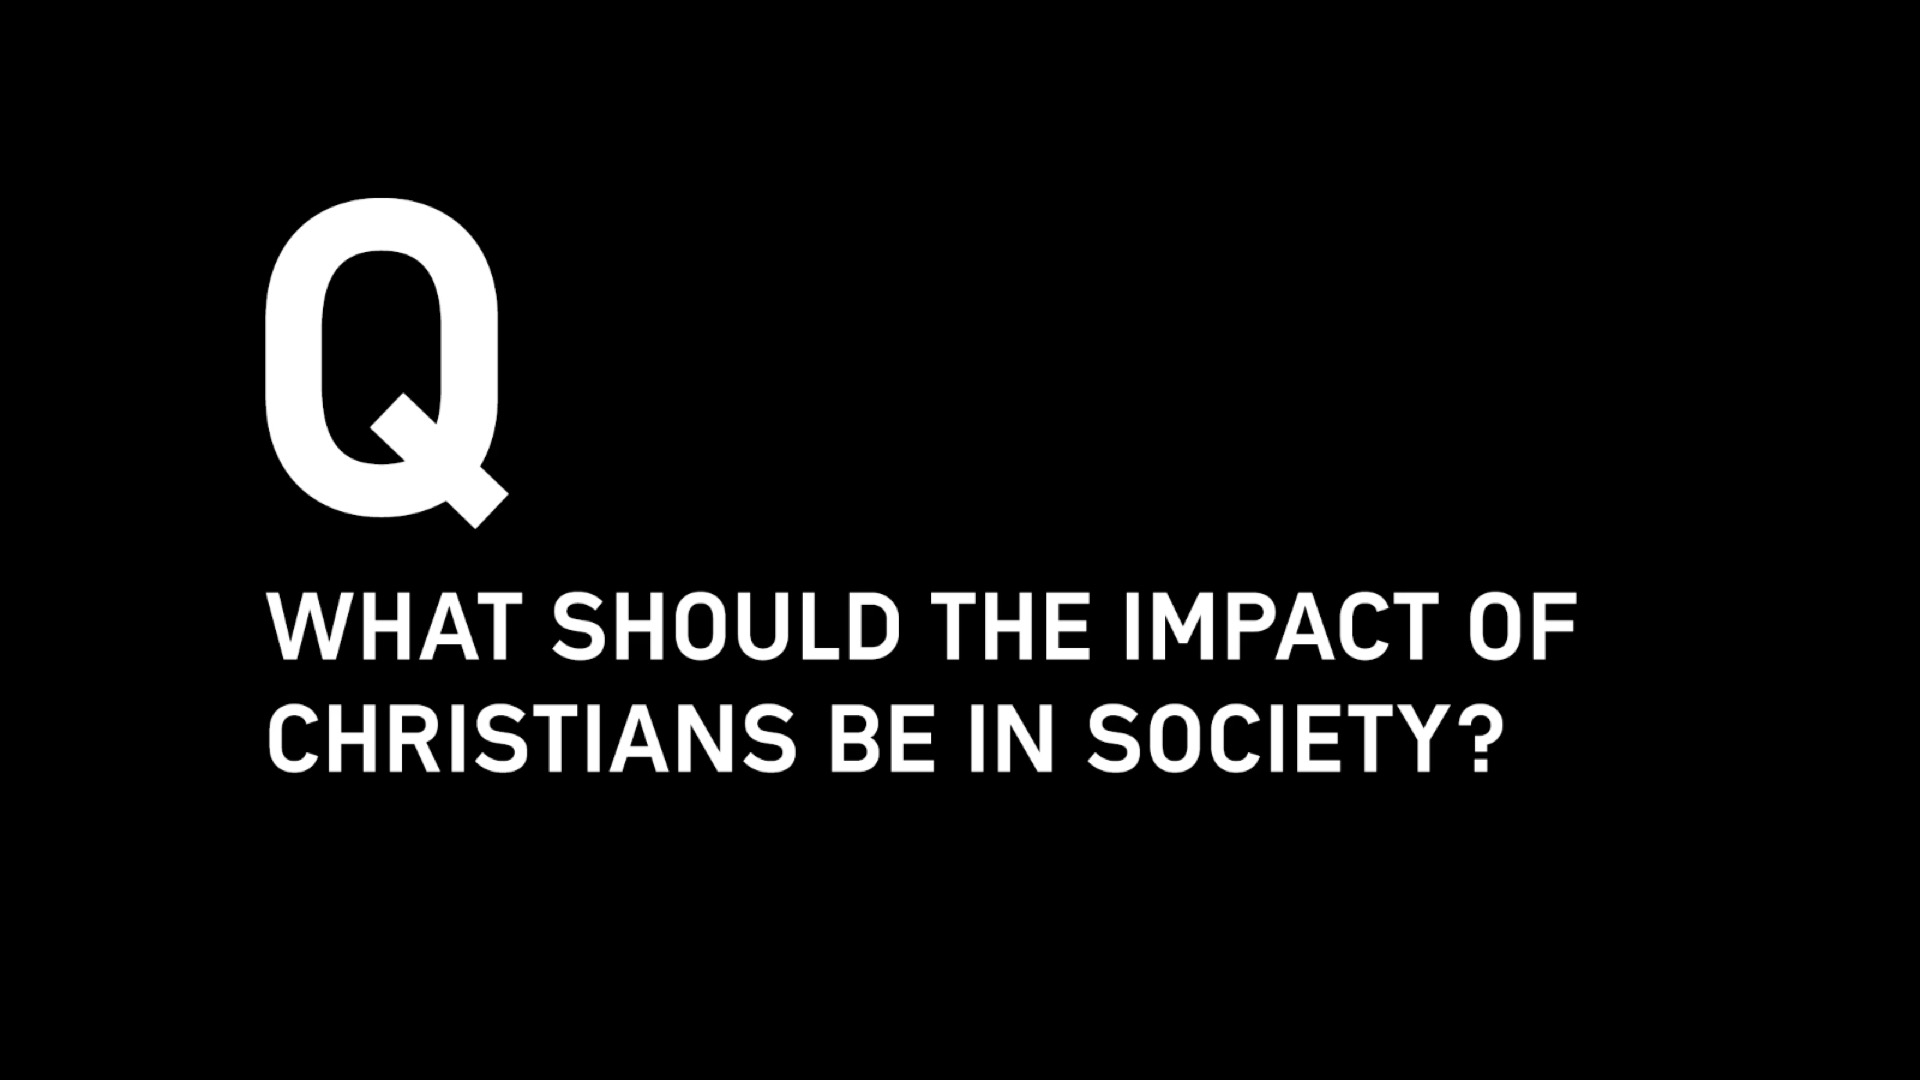 Q
WHAT SHOULD THE IMPACT OF
CHRISTIANS BE IN SOCIETY?